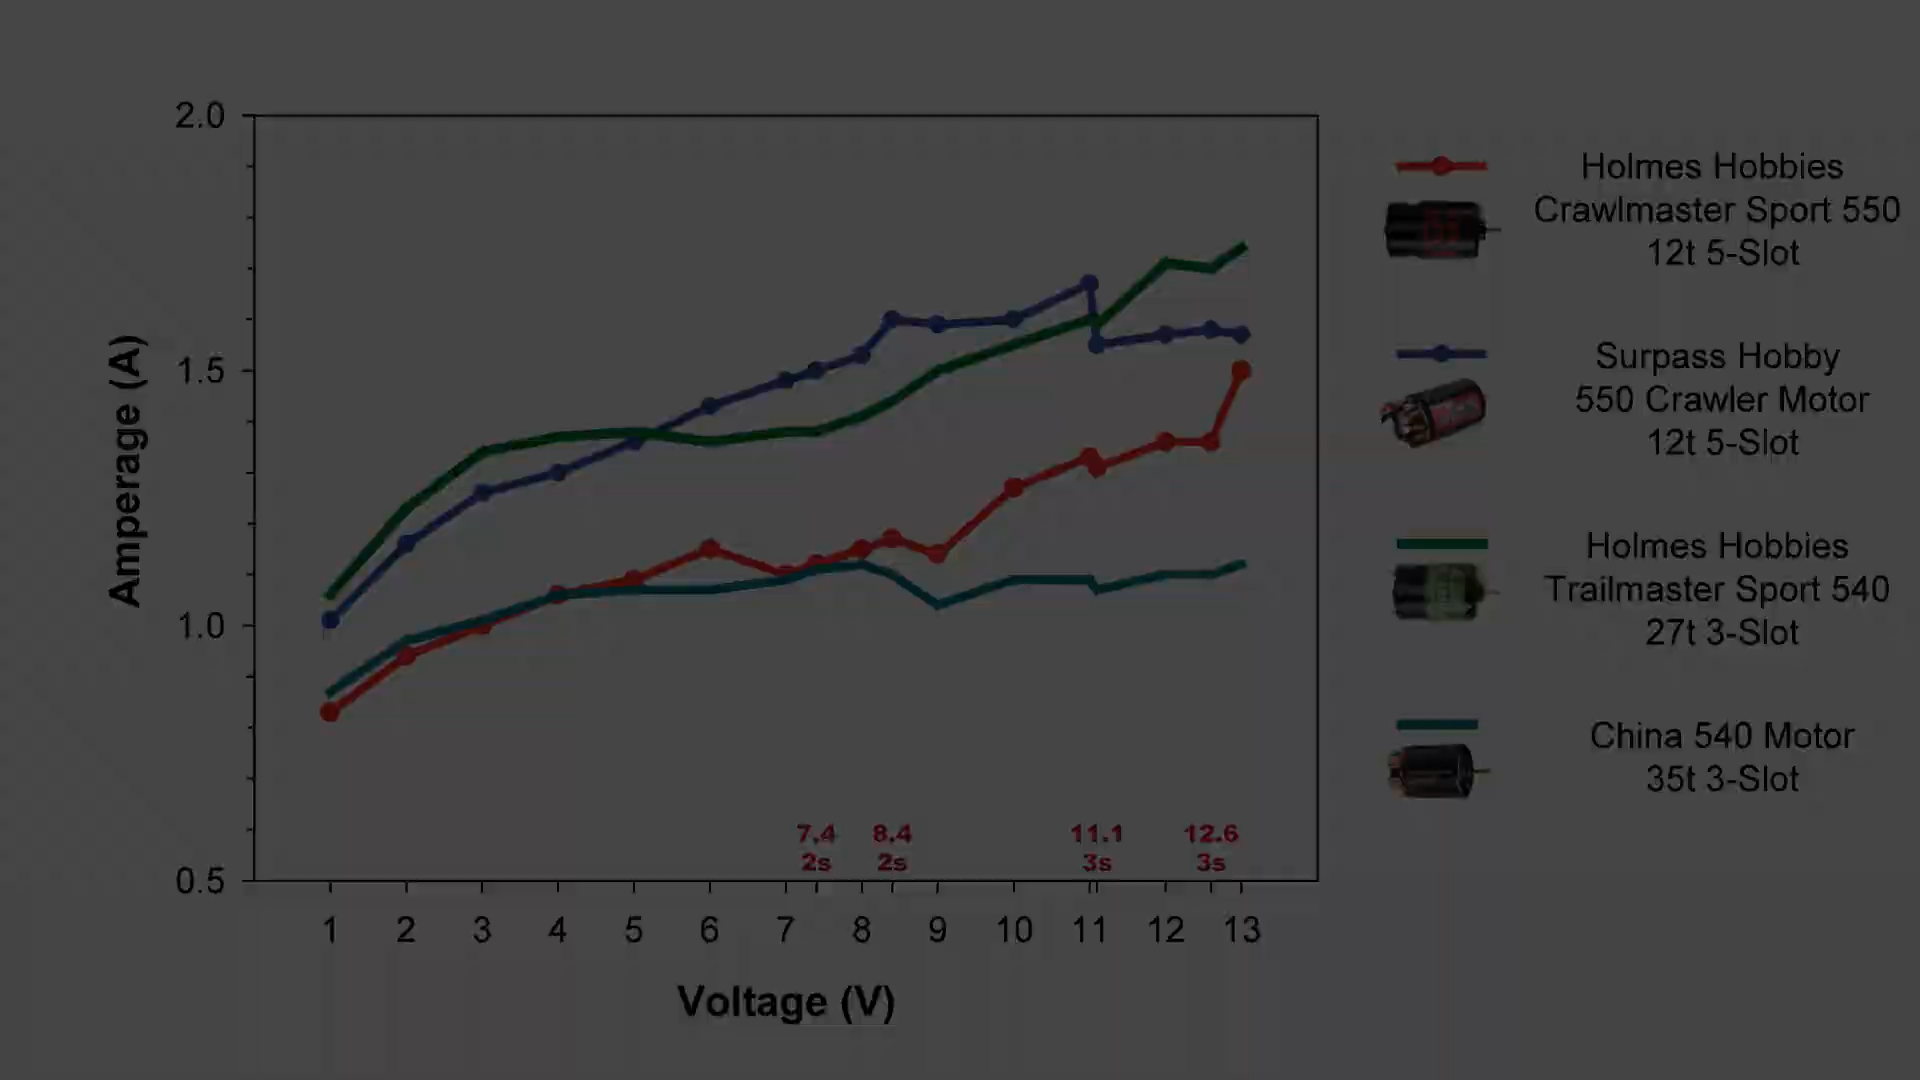 2.0
1.5
1.0
0.5
Amperage (A)
7.4
2s
8.4
2s
11.1
3s
12.6
3s
1 2 3 4 5 6 7 8 9 10 11 12 13
Voltage (V)
Holmes Hobbies
Crawlmaster Sport 550
12t 5-Slot
Surpass Hobby
550 Crawler Motor
12t 5-Slot
Holmes Hobbies
Trailmaster Sport 540
27t 3-Slot
China 540 Motor
35t 3-Slot